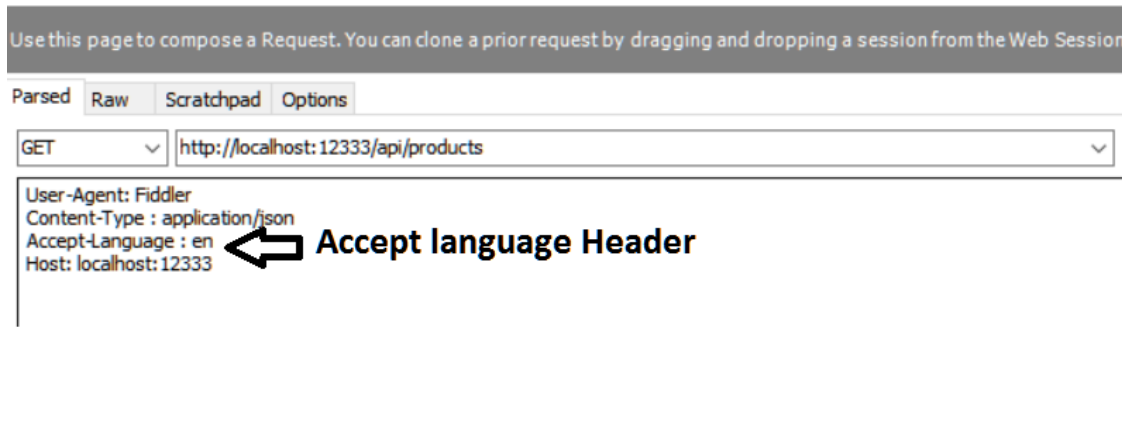 Use this page to compose a Request. You can clone a prior request by dragging and dropping a session from the Web Session
Parsed Raw Scratchpad Options
GET http://localhost:12333/api/products
User-Agent: Fiddler
Content-Type : application/json
Accept-Language : en
Accept language Header
Host: localhost:12333